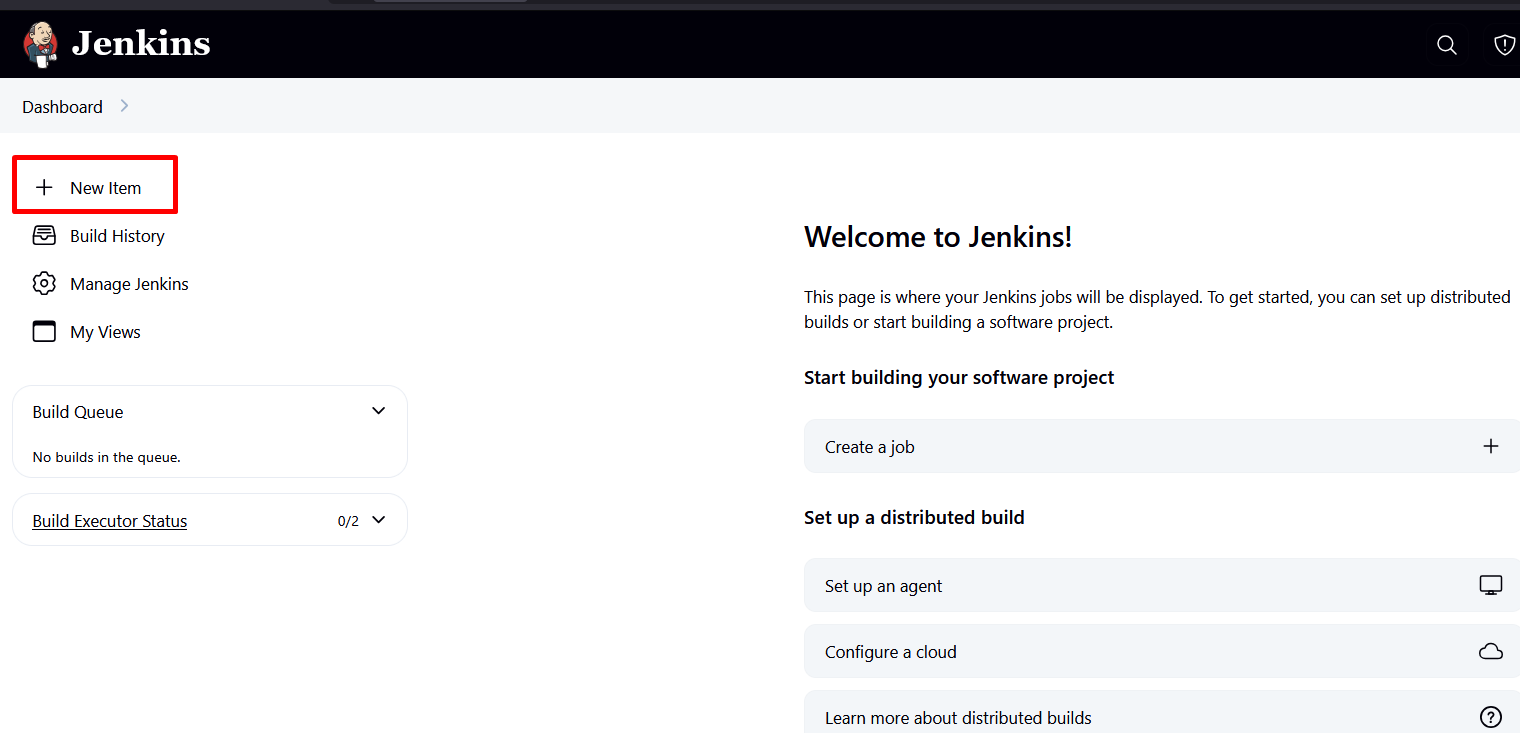 Jenkins
Dashboard
New Item
Build History
Manage Jenkins
My Views
Build Queue
No builds in the queue.
Build Executor Status 0/2
Welcome to Jenkins!
This page is where your Jenkins jobs will be displayed. To get started, you can set up distributed
builds or start building a software project.
Start building your software project
Create a job
Set up a distributed build
Set up an agent
Configure a cloud
Learn more about distributed builds